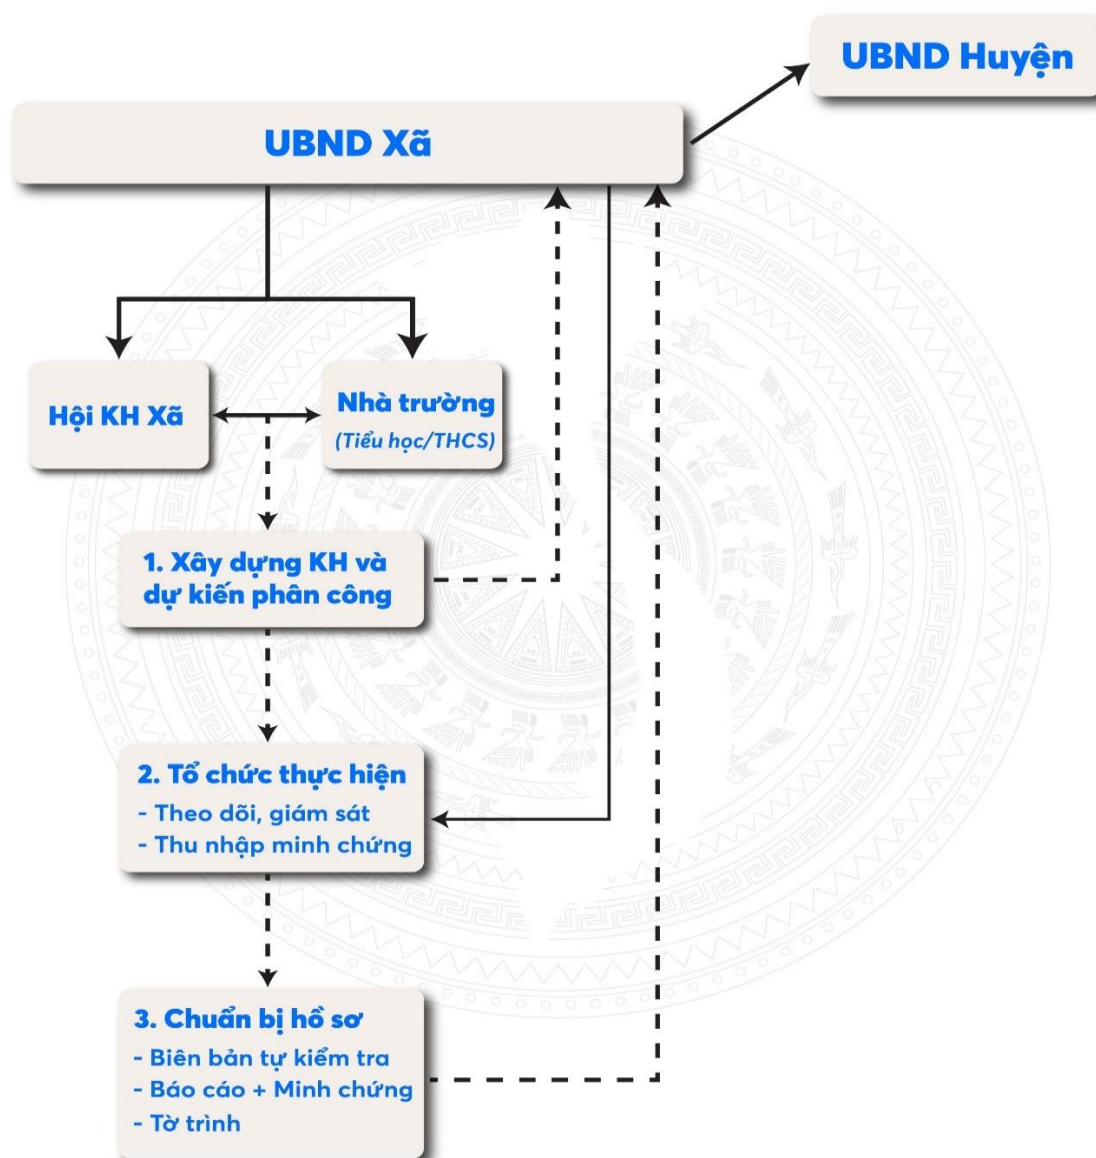 UBND Huyện
UBND Xã
Hội KH Xã
Nhà trường
(Tiểu học/THCS)
1. Xây dựng KH và
dự kiến phân công
2. Tổ chức thực hiện
- Theo dõi, giám sát
- Thu nhập minh chứng
3. Chuẩn bị hồ sơ
- Biên bản tự kiểm tra
- Báo cáo + Minh chứng
- Tờ trình